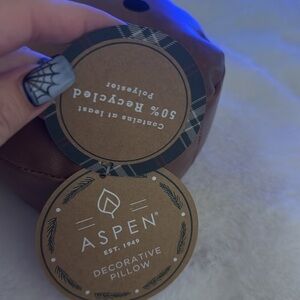 Contains at least
50% Recycled
Polyester
ASPEN®
EST. 1949
DECORATIVE
PILLOW